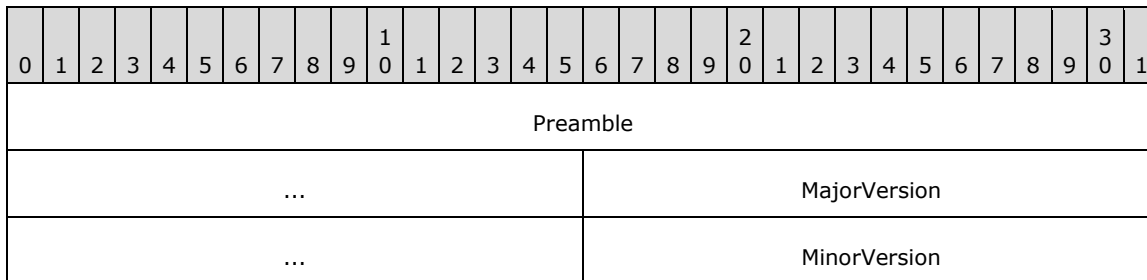 1 2 3
0 1 2 3 4 5 6 7 8 9 0 1 2 3 4 5 6 7 8 9 0 1 2 3 4 5 6 7 8 9 0 1
Preamble
... MajorVersion
... MinorVersion